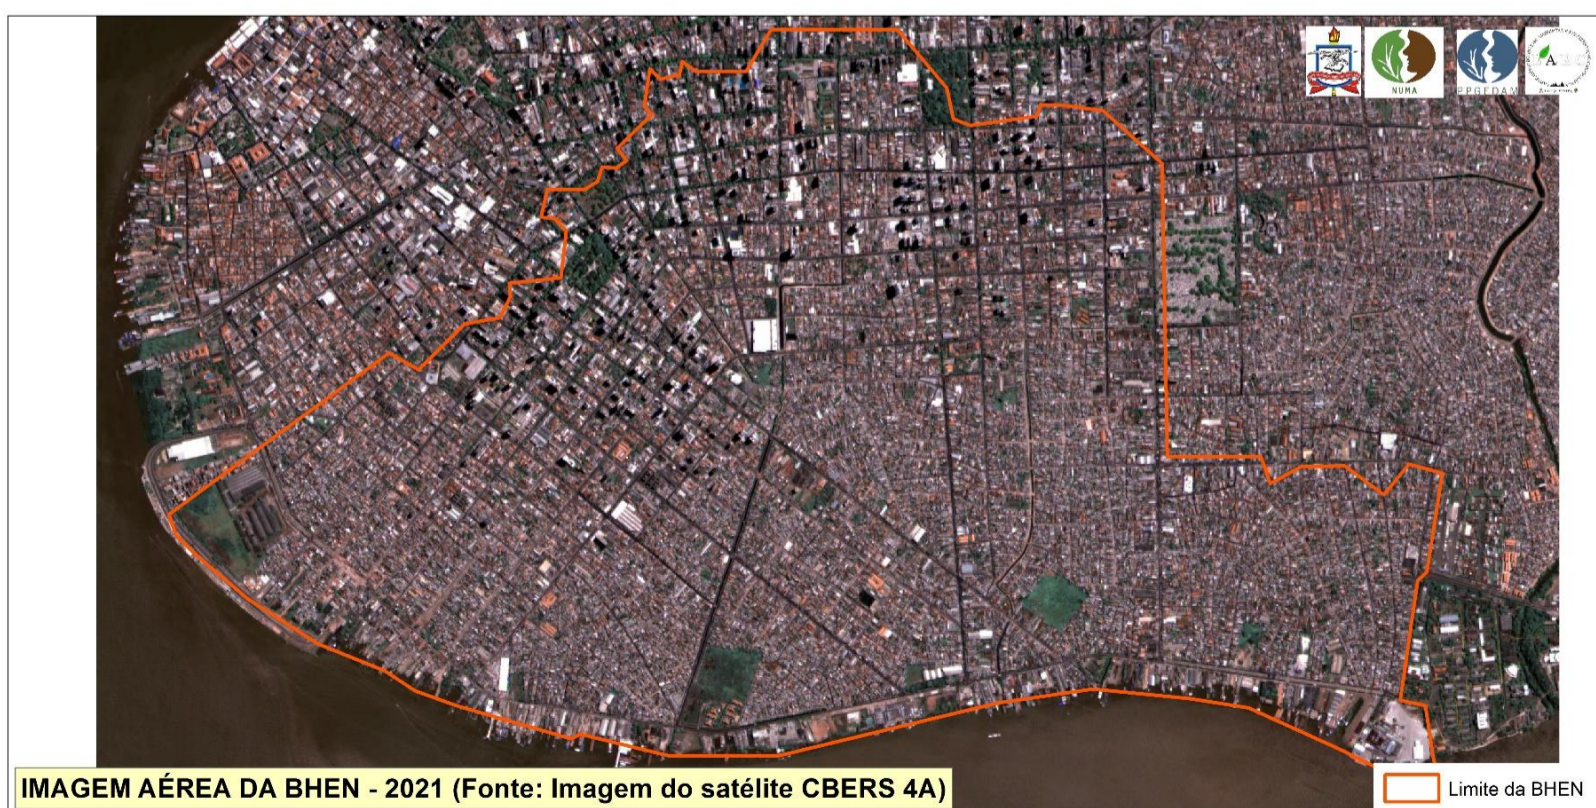 NUMA
PPGEDAM
IMAGEM AÉREA DA BHEN - 2021 (Fonte: Imagem do satélite CBERS 4A)
Limite da BHEN